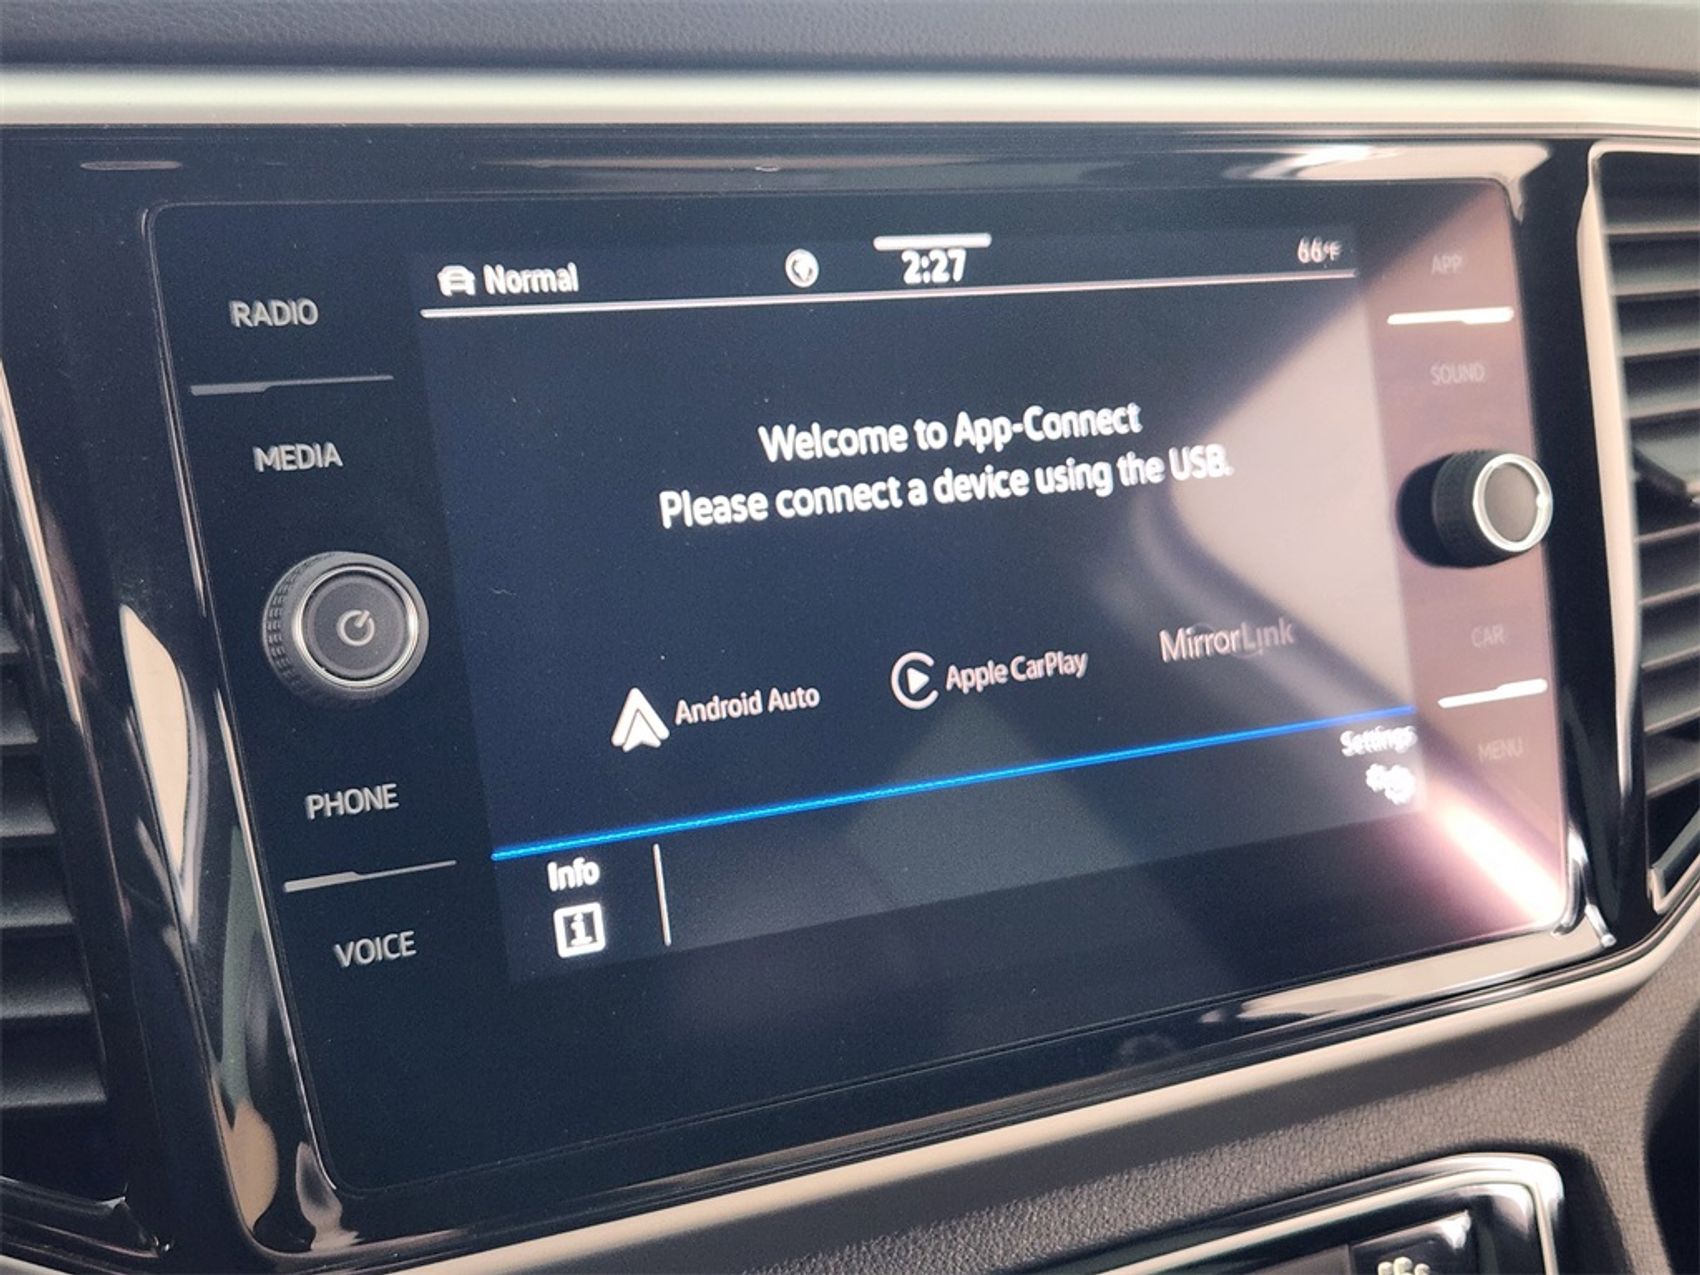 Normal
2:27
66°F
RADIO
MEDIA
PHONE
VOICE
Welcome to App-Connect
Please connect a device using the USB.
Android Auto
Apple CarPlay
MirrorLink
Info
i
Settings
APP
SOUND
CAR
MENU